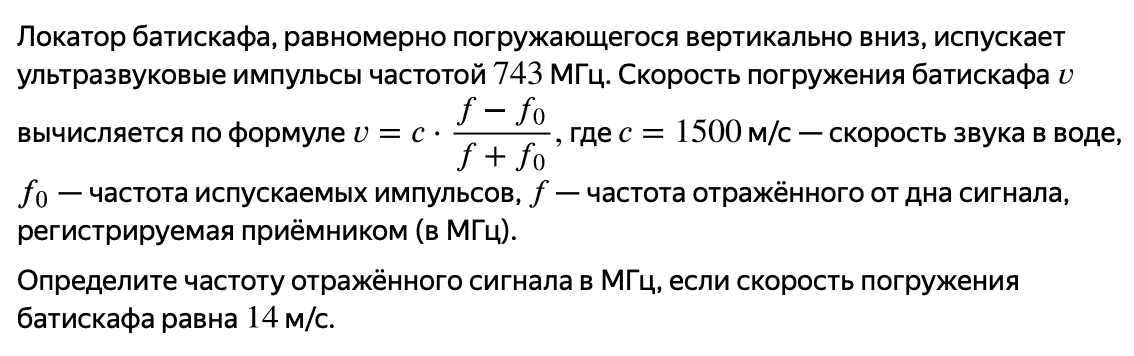 Локатор батискафа, равномерно погружающегося вертикально вниз, испускает
ультразвуковые импульсы частотой 743 МГц. Скорость погружения батискафа υ
вычисляется по формуле υ = c · \frac{f − f_0}{f + f_0}, где c = 1500 м/с — скорость звука в воде,
f_0 — частота испускаемых импульсов, f — частота отражённого от дна сигнала,
регистрируемая приёмником (в МГц).
Определите частоту отражённого сигнала в МГц, если скорость погружения
батискафа равна 14 м/с.